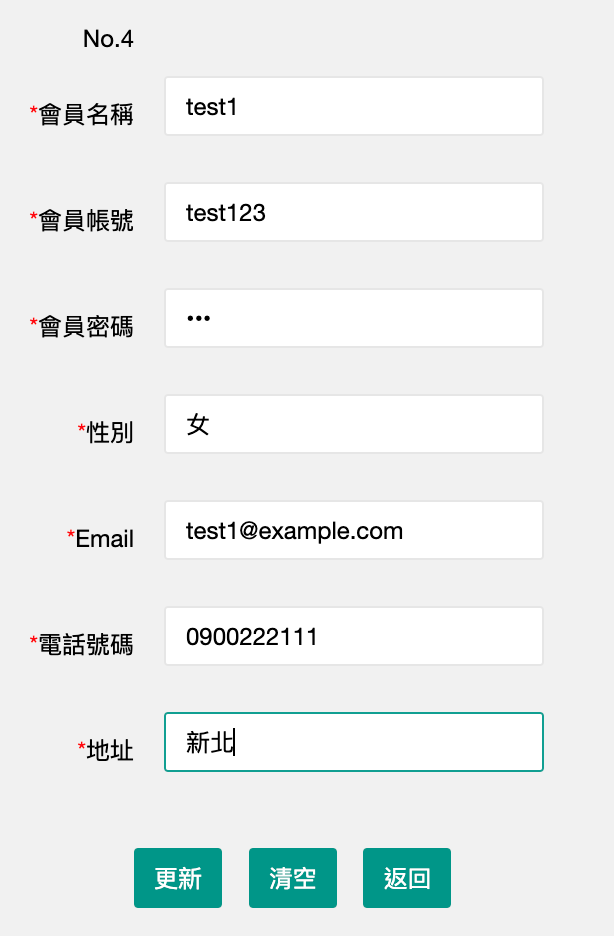 No.4
*會員名稱 test1
*會員帳號 test123
*會員密碼 •••
*性別 女
*Email test1@example.com
*電話號碼 0900222111
*地址 新北
更新 清空 返回